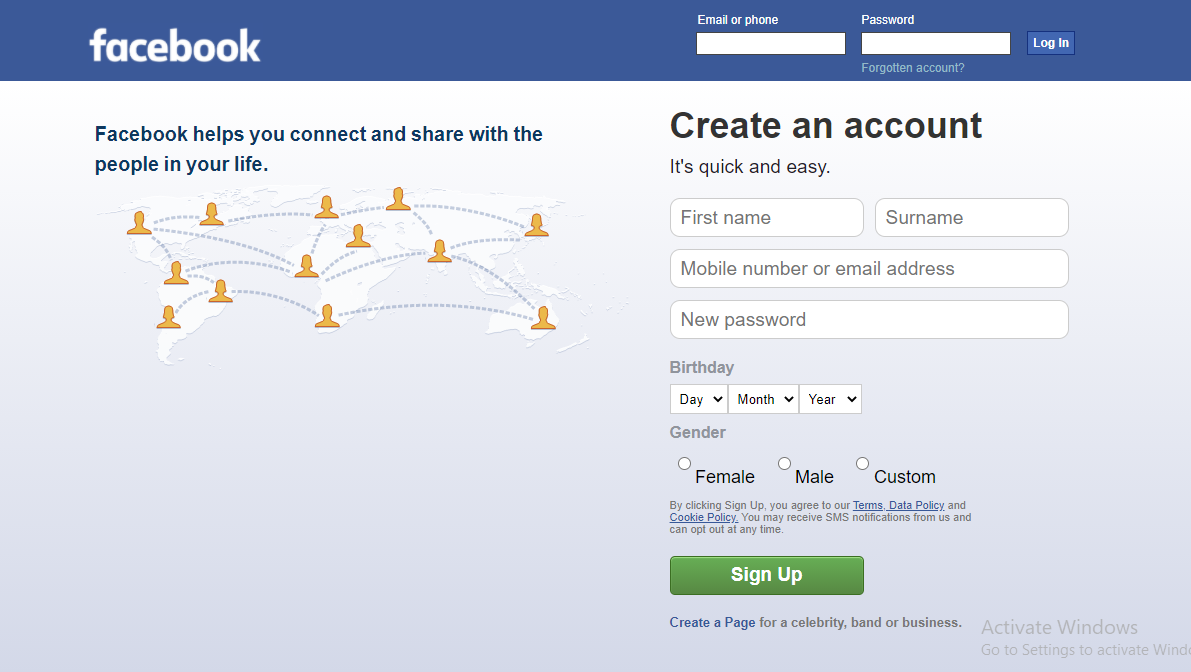 facebook
Email or phone
Password
Log In
Forgotten account?
Facebook helps you connect and share with the
people in your life.
Create an account
It's quick and easy.
First name
Surname
Mobile number or email address
New password
Birthday
Day
Month
Year
Gender
Female
Male
Custom
By clicking Sign Up, you agree to our Terms, Data Policy and
Cookie Policy. You may receive SMS notifications from us and
can opt out at any time.
Sign Up
Create a Page for a celebrity, band or business.
Activate Windows
Go to Settings to activate